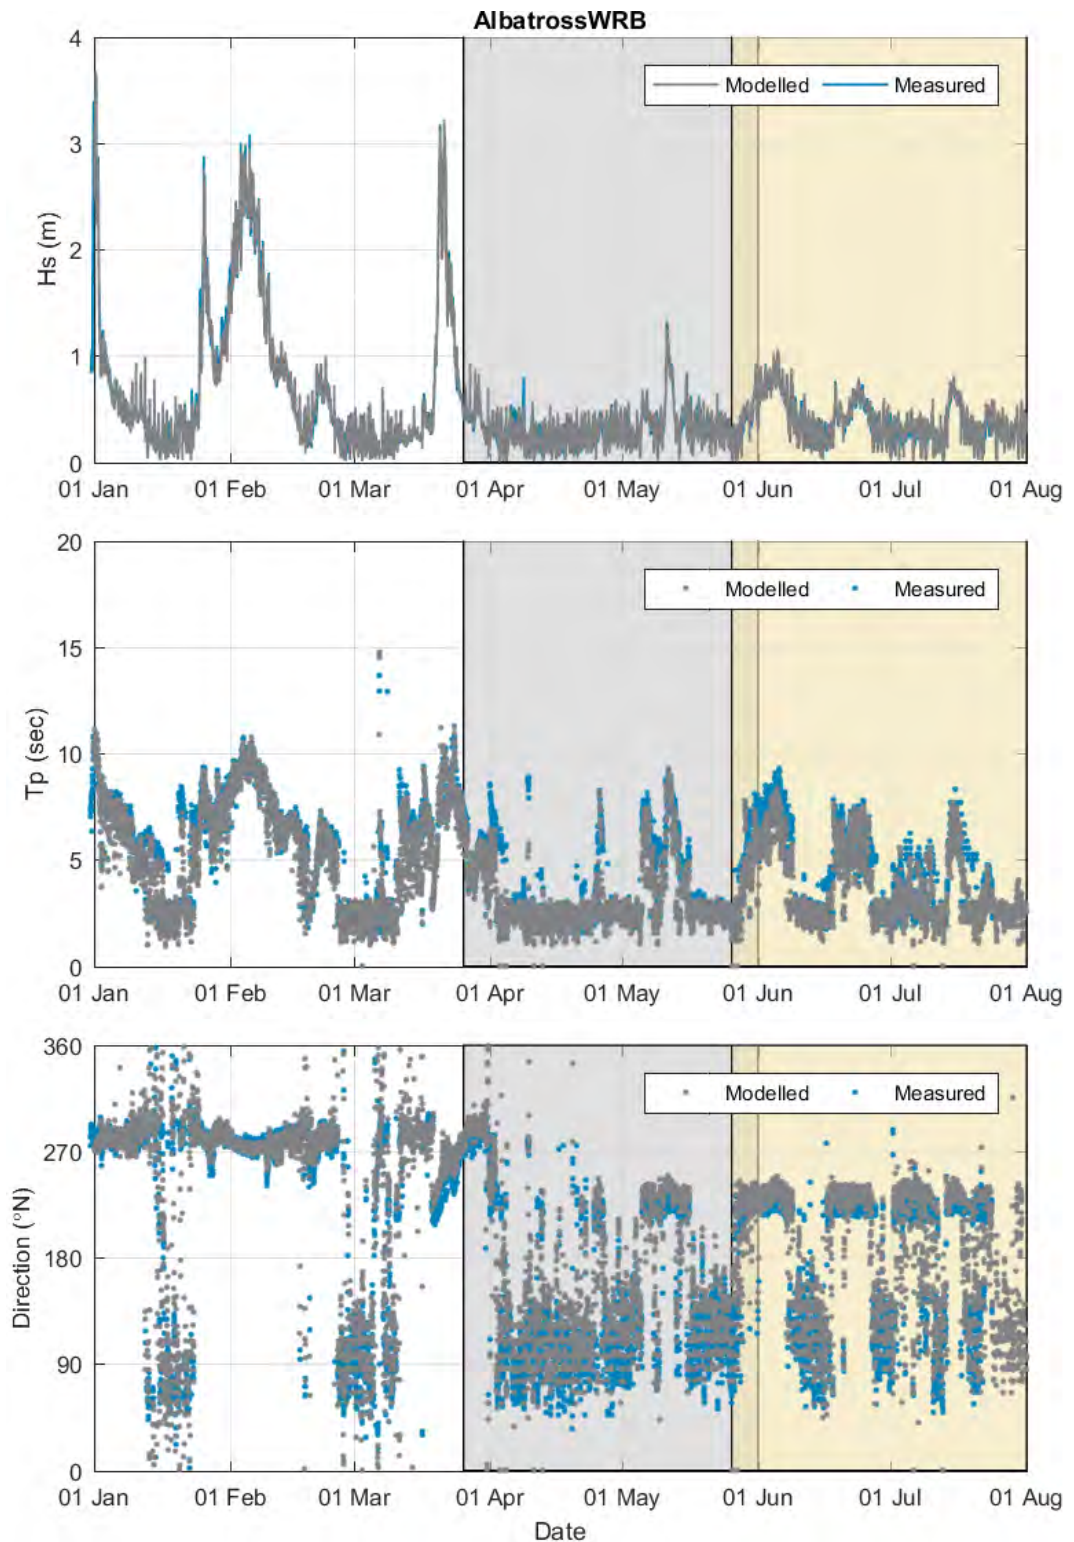 AlbatrossWRB
4
3
2
1
0
Hs (m)
Modelled Measured
01 Jan 01 Feb 01 Mar 01 Apr 01 May 01 Jun 01 Jul 01 Aug
20
15
10
5
0
Tp (sec)
Modelled Measured
01 Jan 01 Feb 01 Mar 01 Apr 01 May 01 Jun 01 Jul 01 Aug
360
270
180
90
0
Direction (°N)
Modelled Measured
01 Jan 01 Feb 01 Mar 01 Apr 01 May 01 Jun 01 Jul 01 Aug
Date